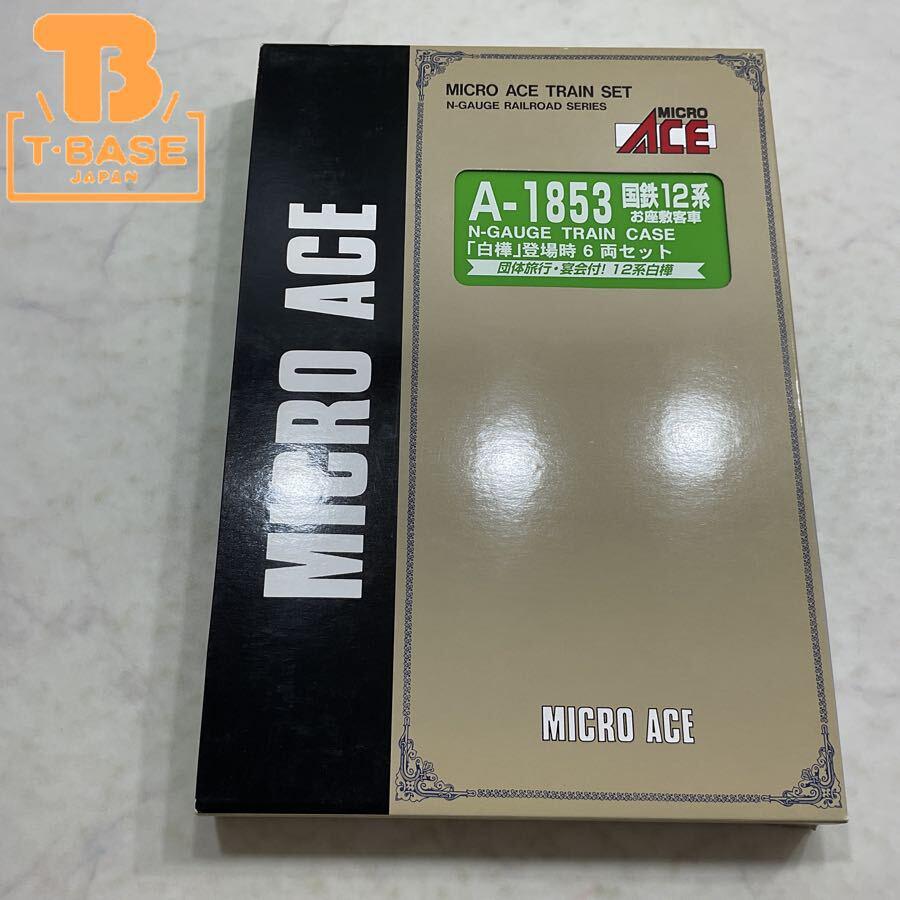 B
T・BASE
JAPAN
MICRO ACE
MICRO ACE TRAIN SET
N-GAUGE RAILROAD SERIES
MICRO
ACE
A-1853 国鉄12系
お座敷客車
N-GAUGE TRAIN CASE
「白樺」登場時 6 両セット
団体旅行・宴会付! 12系白樺
MICRO ACE